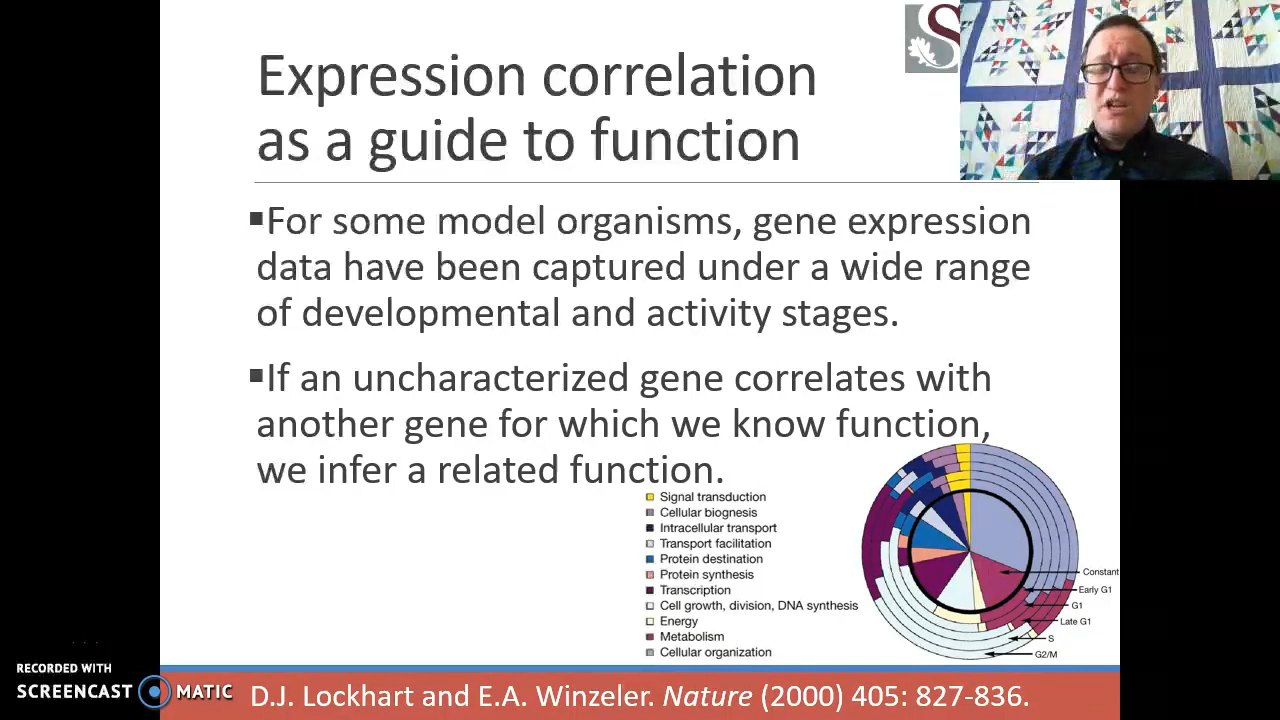 S
Expression correlation
as a guide to function
▪For some model organisms, gene expression
data have been captured under a wide range
of developmental and activity stages.
▪If an uncharacterized gene correlates with
another gene for which we know function,
we infer a related function.
Signal transduction
Cellular biognesis
Intracellular transport
Transport facilitation
Protein destination
Protein synthesis
Transcription
Cell growth, division, DNA synthesis
Energy
Metabolism
Cellular organization
Constant
Early G1
G1
Late G1
S
G2/M
RECORDED WITH
SCREENCAST MATIC
D.J. Lockhart and E.A. Winzeler. Nature (2000) 405: 827-836.